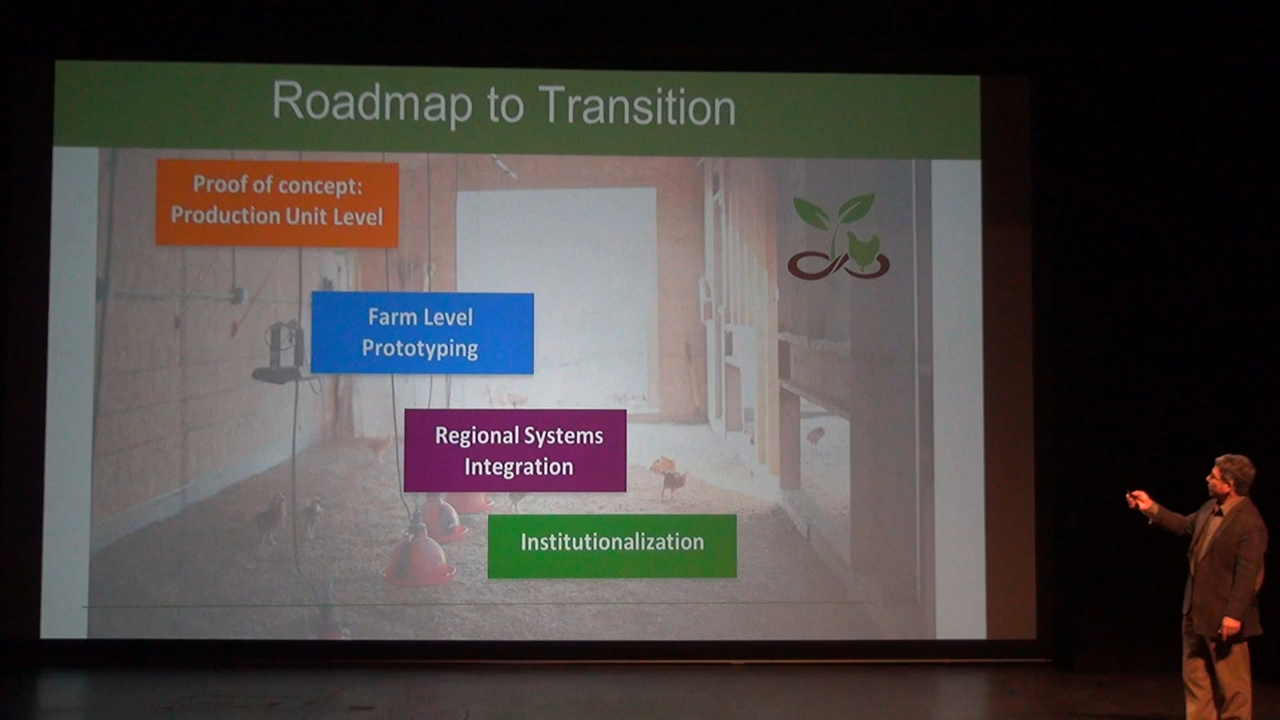 Roadmap to Transition
Proof of concept:
Production Unit Level
Farm Level
Prototyping
Regional Systems
Integration
Institutionalization